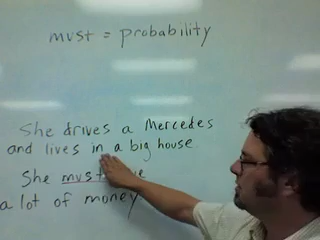 must = probability
She drives a Mercedes
and lives in a big house.
She must
a lot of money.